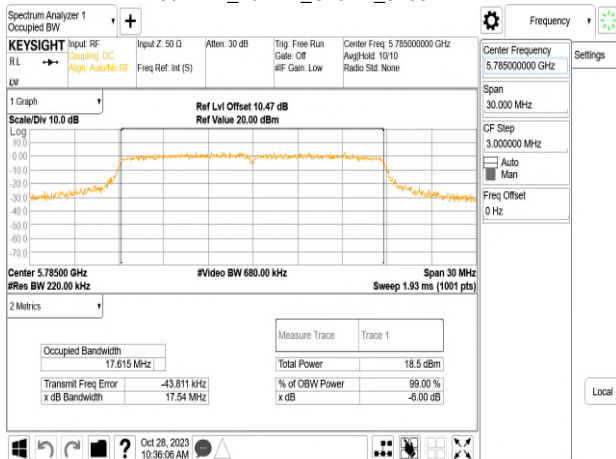 Spectrum Analyzer 1
Occupied BW
Frequency
KEYSIGHT
Input: RF
Coupling: DC
Align: Auto/No RF
Input Z: 50 Ω
Freq Ref: Int (S)
Atten: 30 dB
Trig: Free Run
Gate: Off
#IF Gain: Low
Center Freq: 5.785000000 GHz
Avg|Hold: 10/10
Radio Std: None
RL
LXI
Center Frequency
5.785000000 GHz
Settings
Span
30.000 MHz
CF Step
3.000000 MHz
Auto
Man
Freq Offset
0 Hz
1 Graph
Scale/Div 10.0 dB
Ref Lvl Offset 10.47 dB
Ref Value 20.00 dBm
Log
10.0
0.00
-10.0
-20.0
-30.0
-40.0
-50.0
-60.0
-70.0
Center 5.78500 GHz
#Video BW 680.00 kHz
Span 30 MHz
#Res BW 220.00 kHz
Sweep 1.93 ms (1001 pts)
2 Metrics
Measure Trace Trace 1
Occupied Bandwidth
17.615 MHz
Total Power 18.5 dBm
Transmit Freq Error -43.811 kHz
% of OBW Power 99.00 %
x dB Bandwidth 17.54 MHz
x dB -6.00 dB
Local
?
Oct 28, 2023
10:36:06 AM